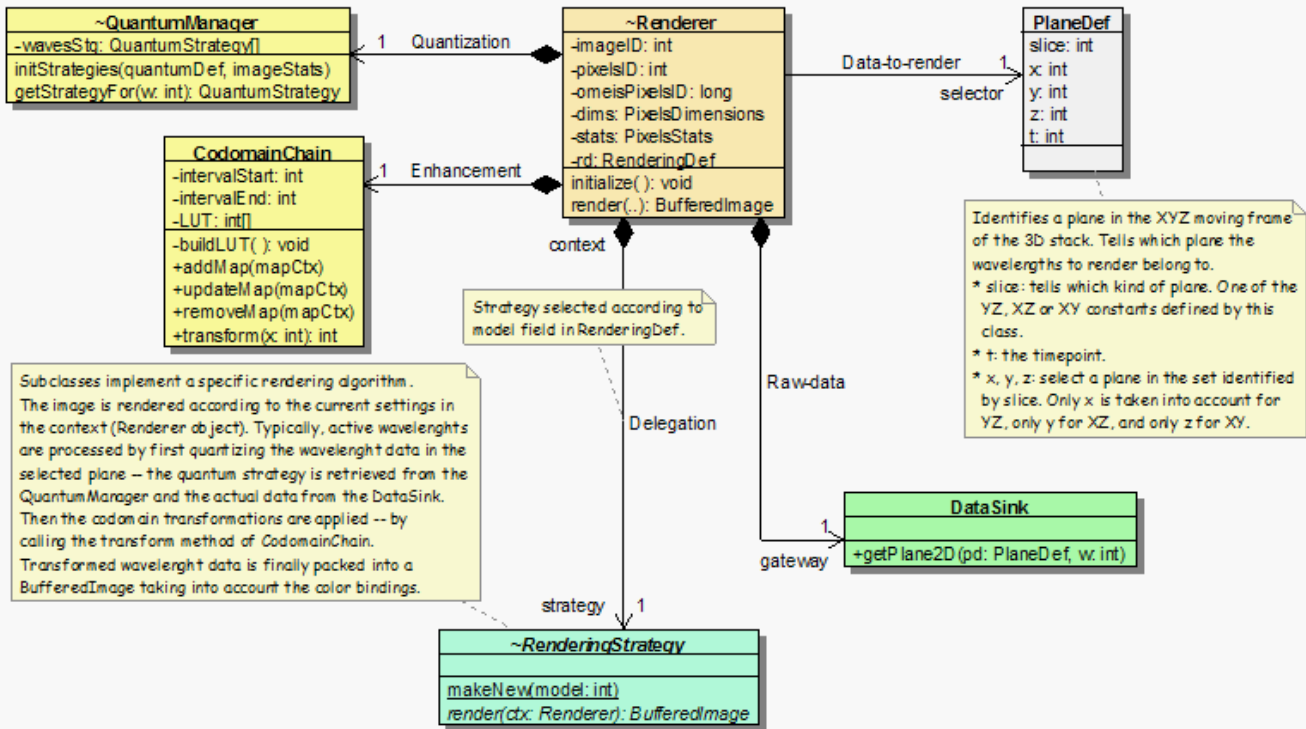 ~QuantumManager
-wavesStg: QuantumStrategy[]
initStrategies(quantumDef, imageStats)
getStrategyFor(w: int): QuantumStrategy
1
Quantization
~Renderer
-imageID: int
-pixelsID: int
-omeisPixelsID: long
-dims: PixelsDimensions
-stats: PixelsStats
-rd: RenderingDef
initialize( ): void
render(..): BufferedImage
Data-to-render
1
selector
PlaneDef
slice: int
x: int
y: int
z: int
t: int
CodomainChain
-intervalStart: int
-intervalEnd: int
-LUT: int[]
-buildLUT( ): void
+addMap(mapCtx)
+updateMap(mapCtx)
+removeMap(mapCtx)
+transform(x: int): int
1
Enhancement
context
Strategy selected according to
model field in RenderingDef.
Identifies a plane in the XYZ moving frame
of the 3D stack. Tells which plane the
wavelengths to render belong to.
* slice: tells which kind of plane. One of the
YZ, XZ or XY constants defined by this
class.
* t: the timepoint.
* x, y, z: select a plane in the set identified
by slice. Only x is taken into account for
YZ, only y for XZ, and only z for XY.
Subclasses implement a specific rendering algorithm.
The image is rendered according to the current settings in
the context (Renderer object). Typically, active wavelenghts
are processed by first quantizing the wavelenght data in the
selected plane -- the quantum strategy is retrieved from the
QuantumManager and the actual data from the DataSink.
Then the codomain transformations are applied -- by
calling the transform method of CodomainChain.
Transformed wavelenght data is finally packed into a
BufferedImage taking into account the color bindings.
Raw-data
Delegation
1
gateway
DataSink
+getPlane2D(pd: PlaneDef, w: int)
strategy
1
~RenderingStrategy
makeNew(model: int)
render(ctx: Renderer): BufferedImage